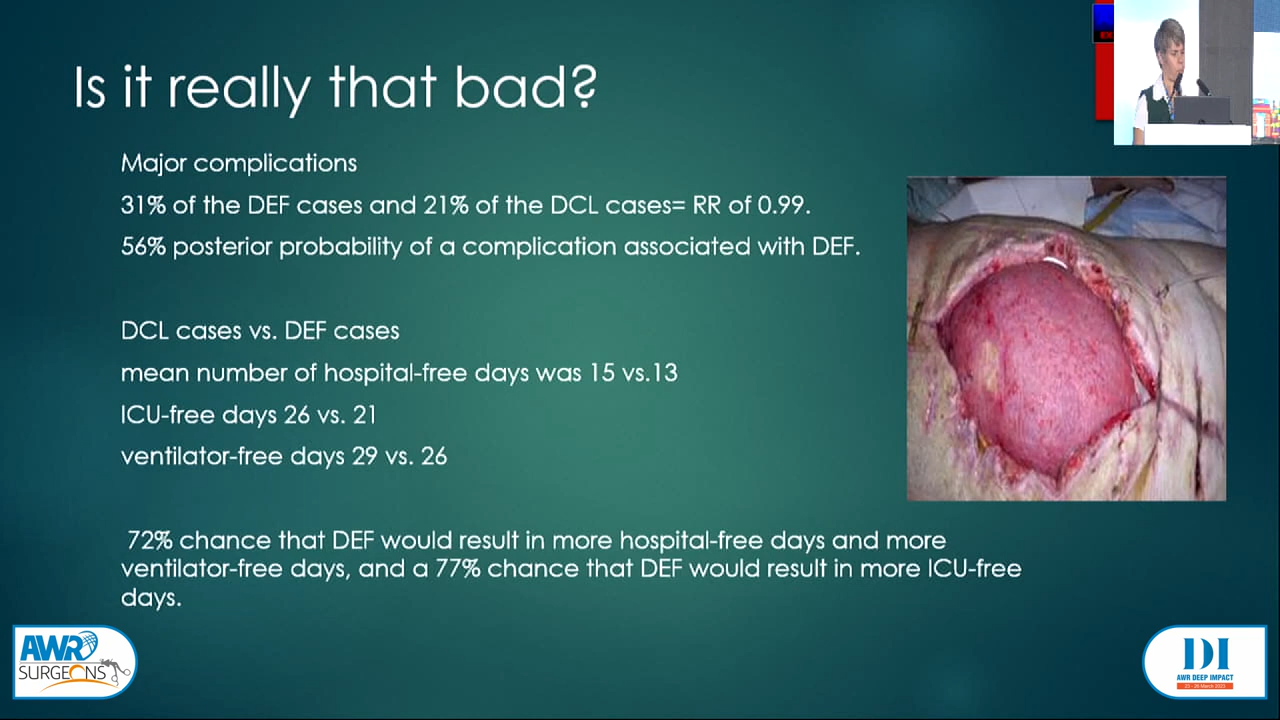 Is it really that bad?
Major complications
31% of the DEF cases and 21% of the DCL cases= RR of 0.99.
56% posterior probability of a complication associated with DEF.
DCL cases vs. DEF cases
mean number of hospital-free days was 15 vs.13
ICU-free days 26 vs. 21
ventilator-free days 29 vs. 26
72% chance that DEF would result in more hospital-free days and more
ventilator-free days, and a 77% chance that DEF would result in more ICU-free
days.
AWR
SURGEONS
DI
AWR DEEP IMPACT